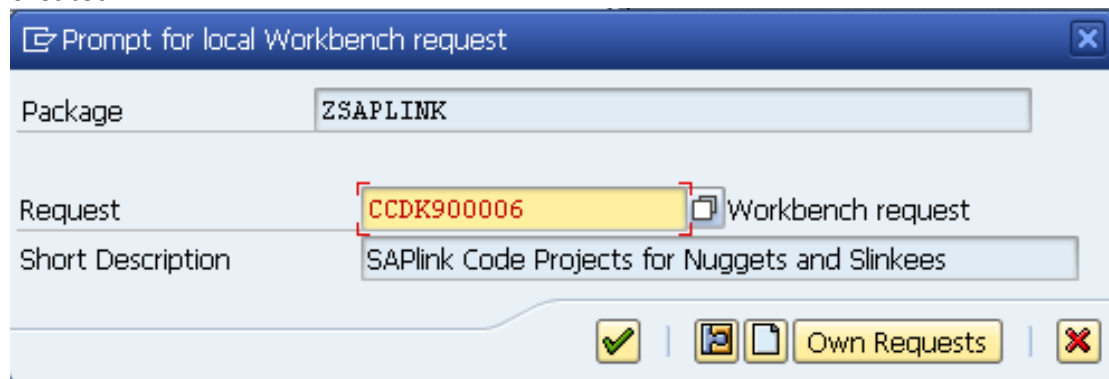 Prompt for local Workbench request
Package ZSAPLINK
Request CCDK900006 Workbench request
Short Description SAPlink Code Projects for Nuggets and Slinkees
Own Requests